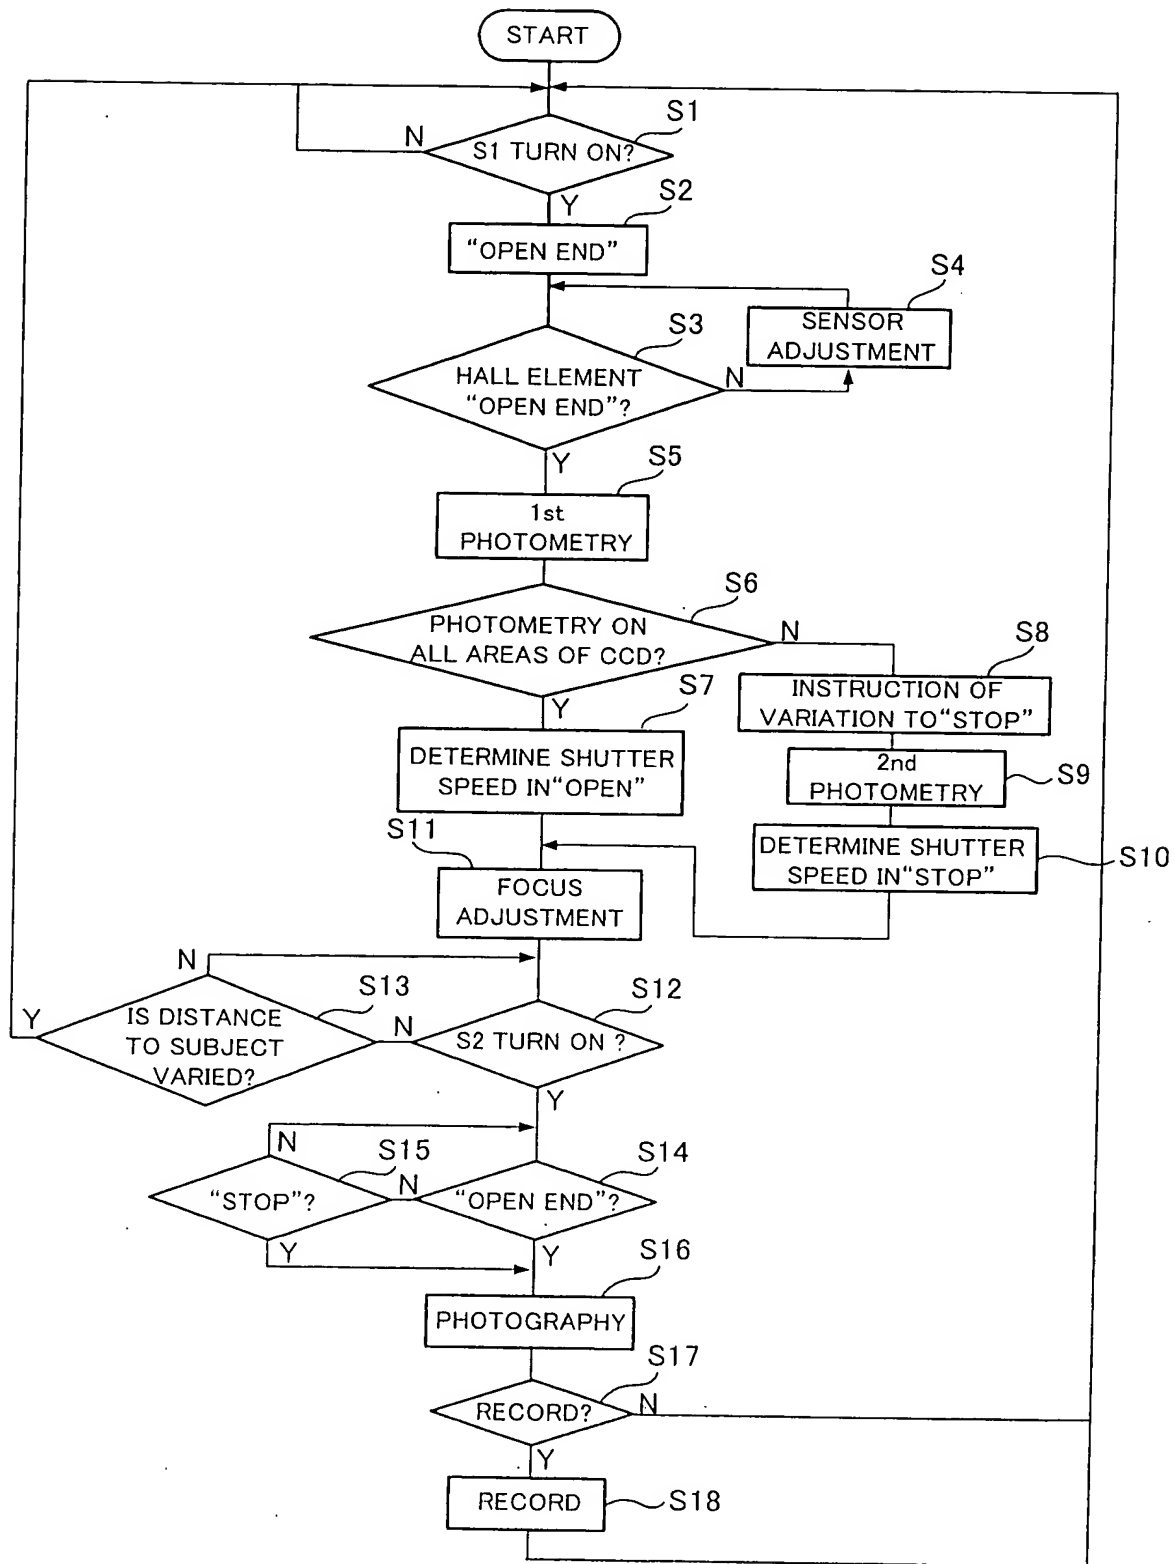 START
S1
N
S1 TURN ON?
Y
S2
“OPEN END”
S4
SENSOR
ADJUSTMENT
S3
HALL ELEMENT
“OPEN END”?
N
Y
S5
1st
PHOTOMETRY
S6
PHOTOMETRY ON
ALL AREAS OF CCD?
N
Y
S7
DETERMINE SHUTTER
SPEED IN“OPEN”
S8
INSTRUCTION OF
VARIATION TO“STOP”
S9
2nd
PHOTOMETRY
S10
DETERMINE SHUTTER
SPEED IN“STOP”
S11
FOCUS
ADJUSTMENT
N
S13
Y
IS DISTANCE
TO SUBJECT
VARIED?
N
S12
S2 TURN ON ?
Y
N
S15
“STOP”?
N
Y
S14
“OPEN END”?
Y
S16
PHOTOGRAPHY
S17
RECORD?
N
Y
RECORD
S18